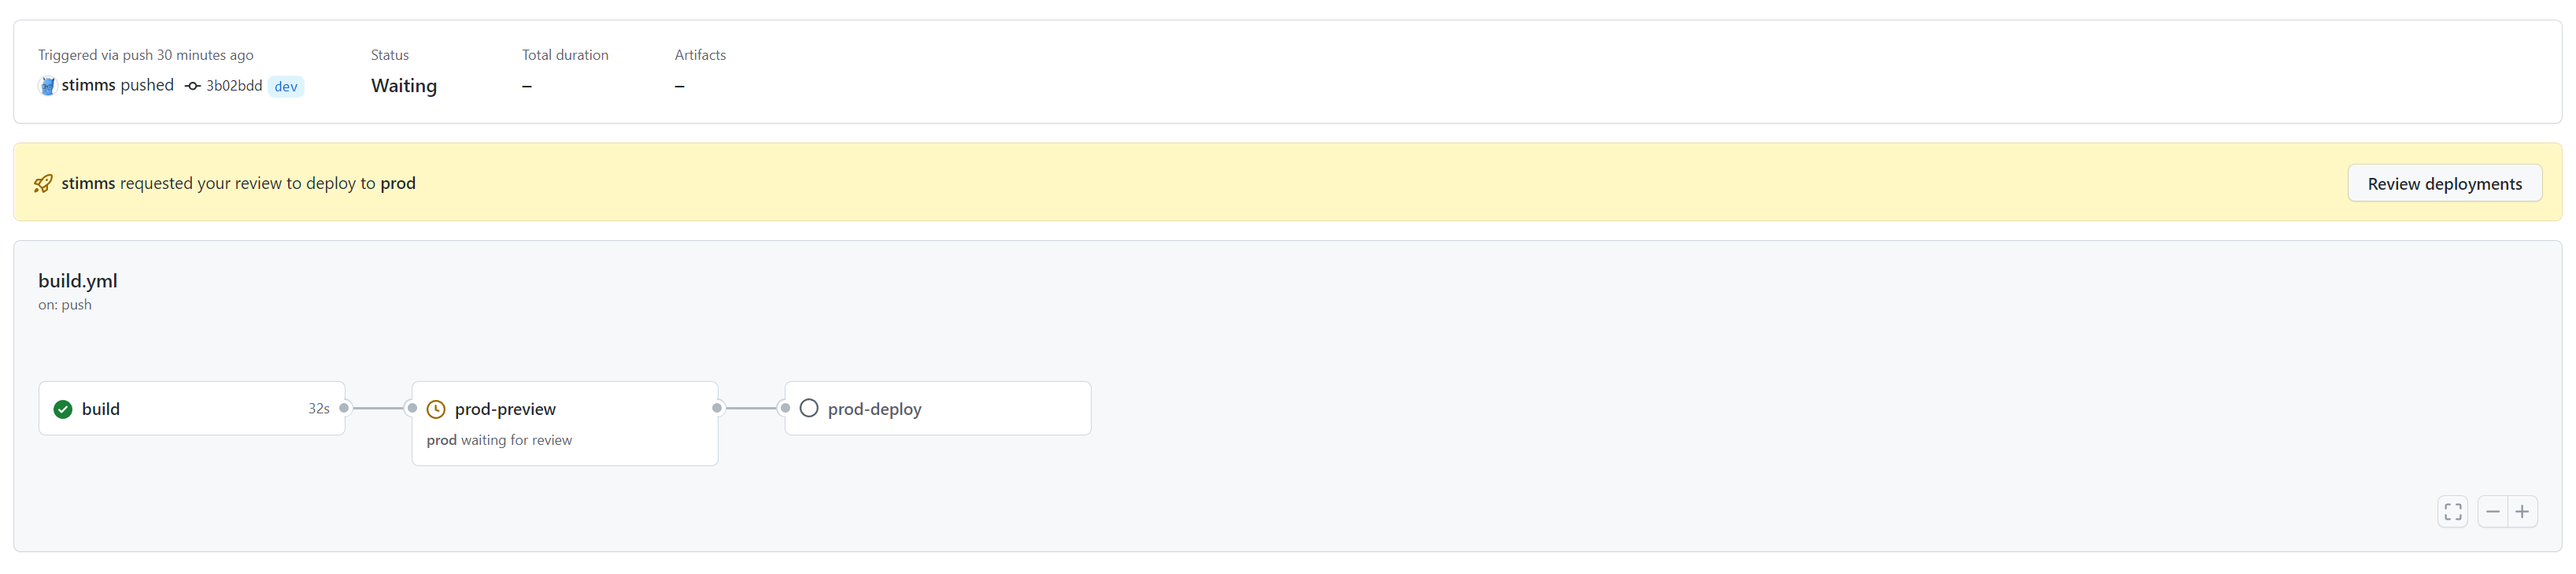 Triggered via push 30 minutes ago
stimms pushed 3b02bdd dev
Status
Waiting
Total duration
–
Artifacts
–
stimms requested your review to deploy to prod
Review deployments
build.yml
on: push
build 32s
prod-preview
prod waiting for review
prod-deploy